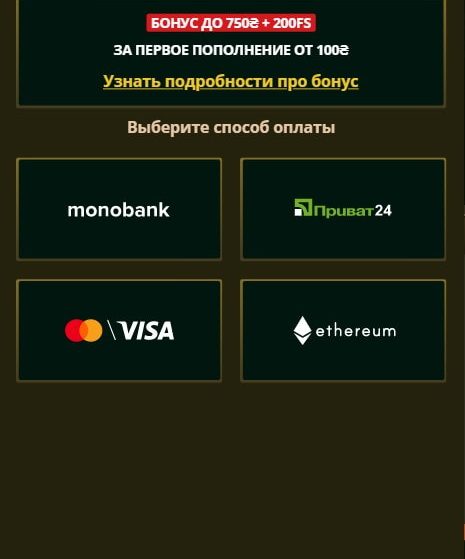 БОНУС ДО 750₴ + 200FS
ЗА ПЕРВОЕ ПОПОЛНЕНИЕ ОТ 100₴
Узнать подробности про бонус
Выберите способ оплаты
monobank
Приват24
VISA
ethereum